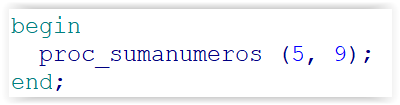 begin
  proc_sumanumeros (5, 9);
end;